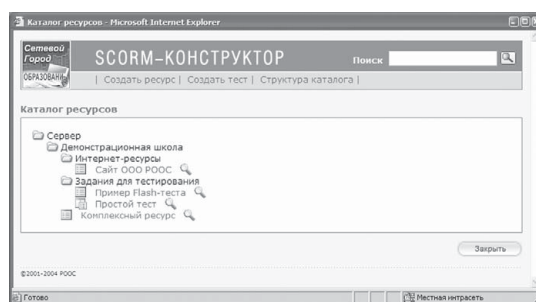 Каталог ресурсов - Microsoft Internet Explorer
Сетевой
Город
ОБРАЗОВАНИЯ
SCORM-КОНСТРУКТОР
Поиск
| Создать ресурс | Создать тест | Структура каталога |
Каталог ресурсов
Сервер
Демонстрационная школа
Интернет-ресурсы
Сайт ООО РООС
Задания для тестирования
Пример Flash-теста
Простой тест
Комплексный ресурс
Закрыть
©2001-2004 РООС
Готово
Местная интрасеть